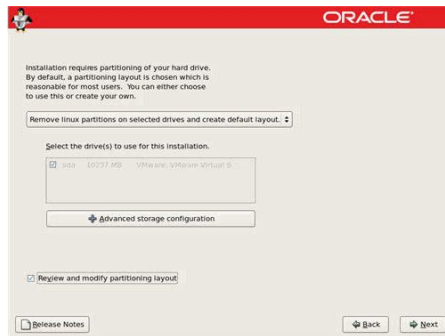 ORACLE
Installation requires partitioning of your hard drive.
By default, a partitioning layout is chosen which is
reasonable for most users. You can either choose
to use this or create your own.
Remove linux partitions on selected drives and create default layout.
Select the drive(s) to use for this installation.
sda 10237 MB VMware, VMware Virtual S
Advanced storage configuration
Review and modify partitioning layout
Release Notes
Back
Next